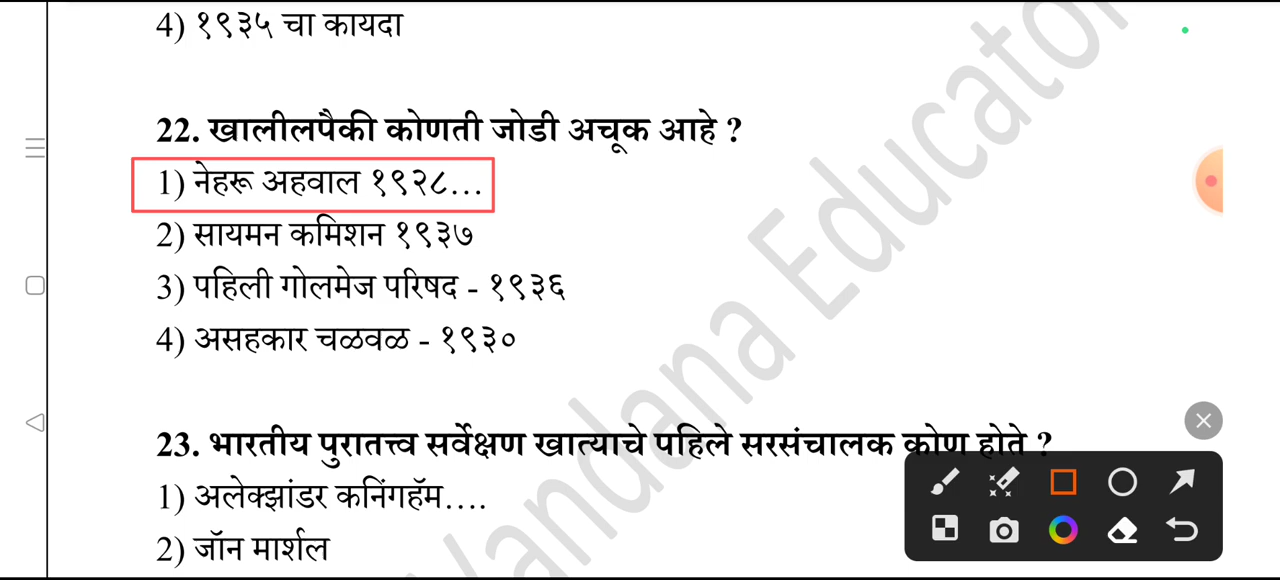 4) १९३५ चा कायदा
22. खालीलपैकी कोणती जोडी अचूक आहे ?
1) नेहरू अहवाल १९२८...
2) सायमन कमिशन १९३७
3) पहिली गोलमेज परिषद - १९३६
4) असहकार चळवळ - १९३०
23. भारतीय पुरातत्त्व सर्वेक्षण खात्याचे पहिले सरसंचालक कोण होते ?
1) अलेक्झांडर कनिंगहॅम....
2) जॉन मार्शल
Vandana Educator